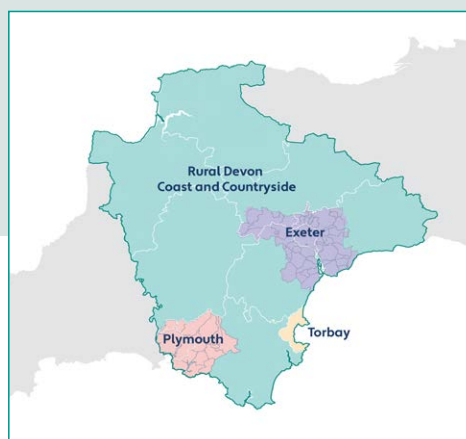 Rural Devon
Coast and Countryside
Exeter
Torbay
Plymouth